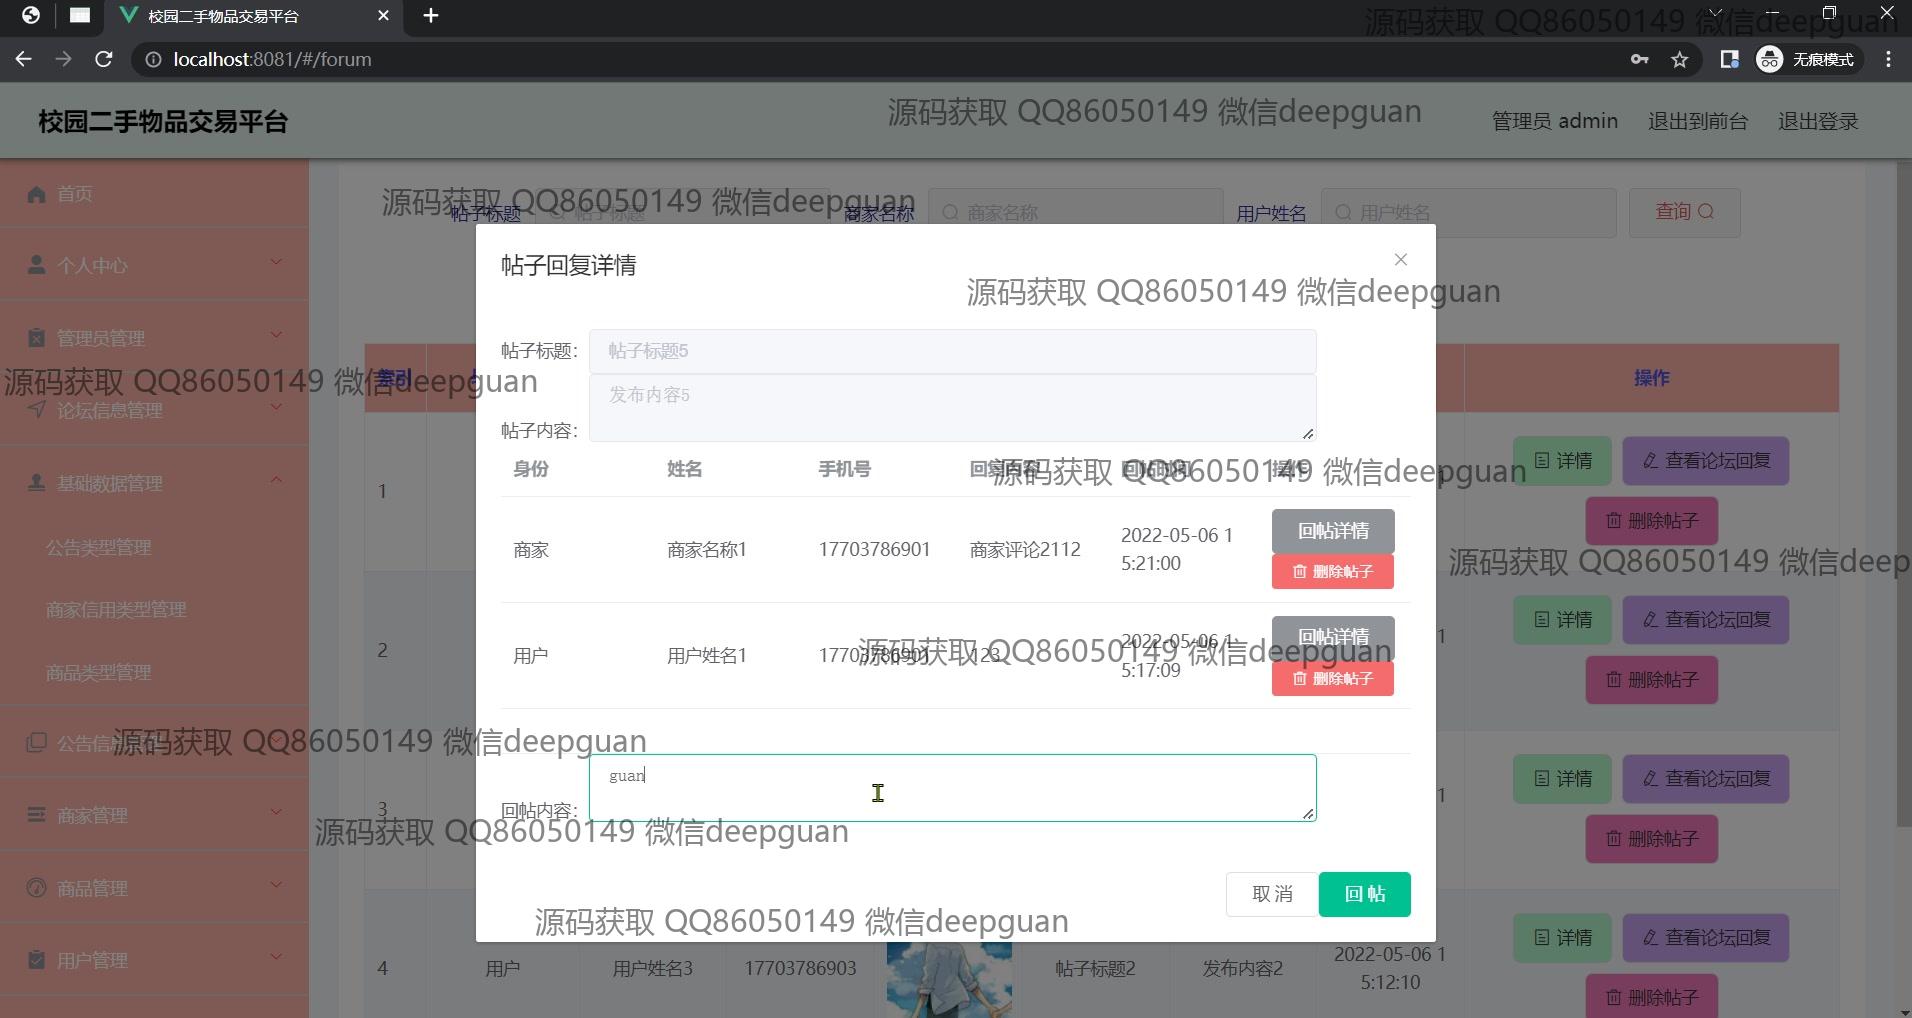 校园二手物品交易平台
localhost:8081/#/forum
无痕模式
源码获取 QQ86050149 微信deepguan
校园二手物品交易平台
源码获取 QQ86050149 微信deepguan
管理员 admin 退出到前台 退出登录
首页
个人中心
管理员管理
论坛信息管理
基础数据管理
公告类型管理
商家信用类型管理
商品类型管理
公告信息
商家管理
商品管理
用户管理
源码获取 QQ86050149 微信deepguan
帖子标题 帖子标题 商家名称 商家名称 用户姓名 用户姓名 查询
帖子回复详情
源码获取 QQ86050149 微信deepguan
帖子标题: 帖子标题5
源码获取 QQ86050149 微信deepguan
索引 操作
帖子内容: 发布内容5
身份 姓名 手机号 回复内容 回帖时间 操作
源码获取 QQ86050149 微信deepguan
商家 商家名称1 17703786901 商家评论2112 2022-05-06 1
5:21:00
回帖详情
删除帖子
源码获取 QQ86050149 微信deep
用户 用户姓名1 17703786901 123 2022-05-06 1
5:17:09
回帖详情
删除帖子
源码获取 QQ86050149 微信deepguan
源码获取 QQ86050149 微信deepguan
回帖内容: guan
源码获取 QQ86050149 微信deepguan
取消 回帖
源码获取 QQ86050149 微信deepguan
1 详情 查看论坛回复
删除帖子
2 1 详情 查看论坛回复
删除帖子
3 1 详情 查看论坛回复
删除帖子
4 用户 用户姓名3 17703786903 帖子标题2 发布内容2 2022-05-06 1
5:12:10
详情 查看论坛回复
删除帖子